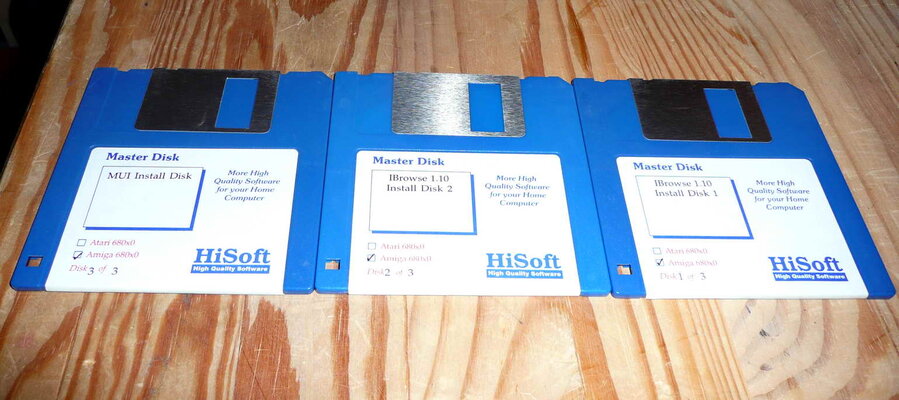 Master Disk
MUI Install Disk
More High
Quality Software
for your Home
Computer
Atari 680x0
Amiga 680x0
Disk 3 of 3
HiSoft
High Quality Software
Master Disk
IBrowse 1.10
Install Disk 2
More High
Quality Software
for your Home
Computer
Atari 680x0
Amiga 680x0
Disk 2 of 3
HiSoft
High Quality Software
Master Disk
IBrowse 1.10
Install Disk 1
More High
Quality Software
for your Home
Computer
Atari 680x0
Amiga 680x0
Disk 1 of 3
HiSoft
High Quality Software